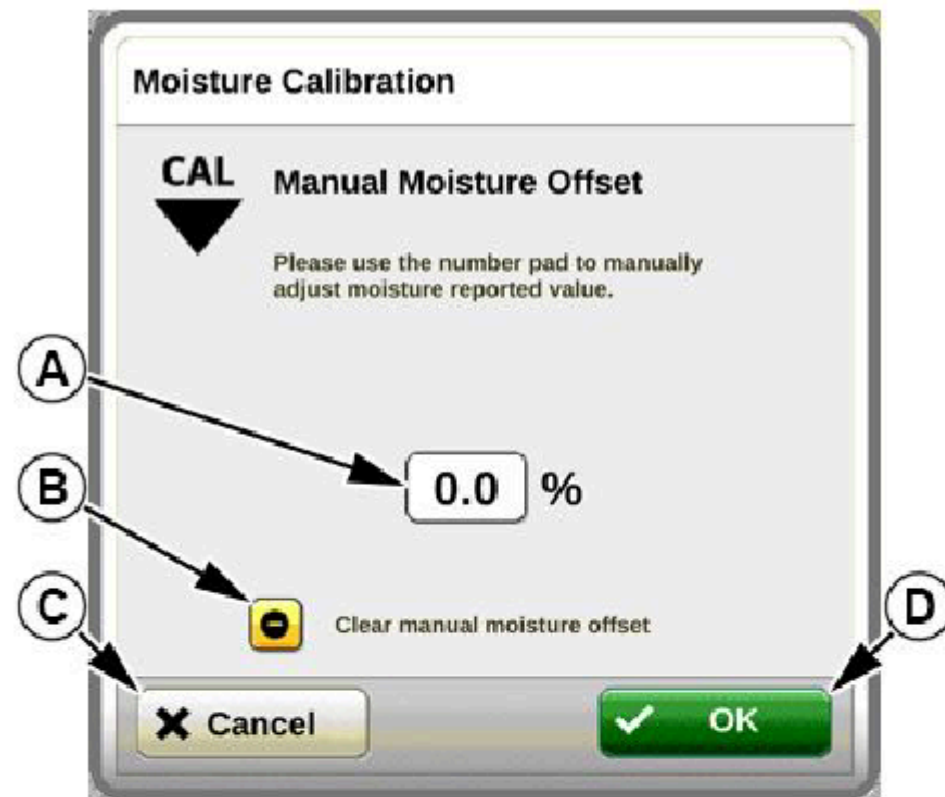 Moisture Calibration
CAL
Manual Moisture Offset
Please use the number pad to manually
adjust moisture reported value.
A
0.0 %
B
Clear manual moisture offset
C
D
Cancel
OK